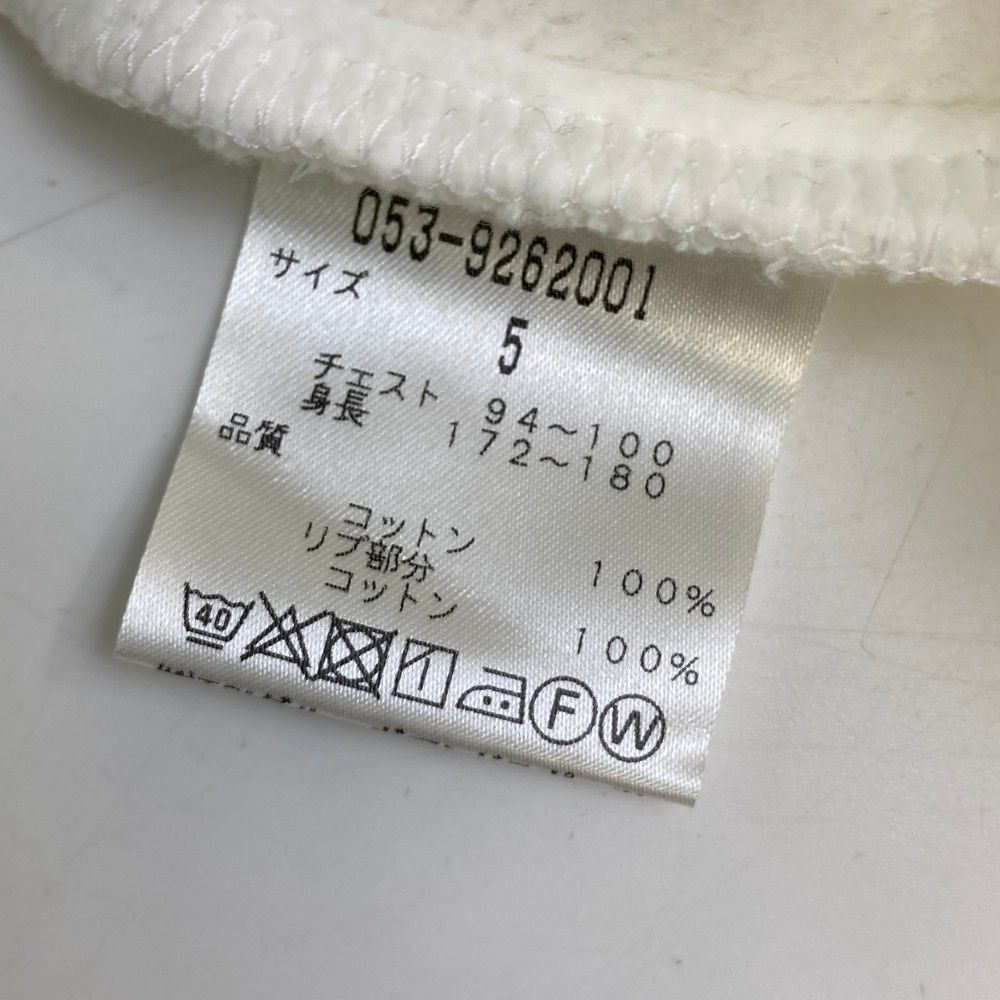 053-9262001
サイズ
5
チェスト 94～100
身長 172～180
品質
コットン 100%
リブ部分
コットン 100%
40
F W